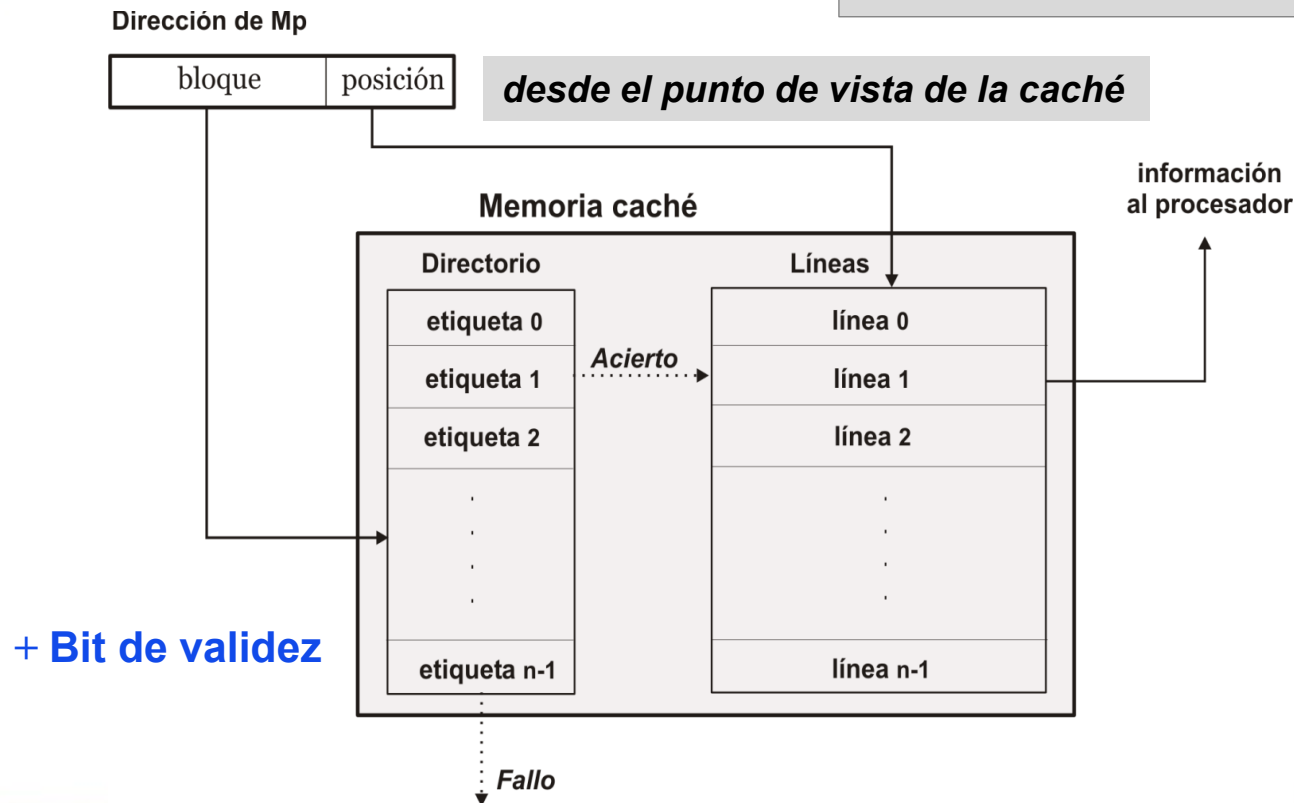 Dirección de Mp
bloque posición
desde el punto de vista de la caché
información
al procesador
Memoria caché
Directorio Líneas
etiqueta 0 línea 0
Acierto
etiqueta 1 línea 1
etiqueta 2 línea 2
+ Bit de validez
etiqueta n-1 línea n-1
Fallo